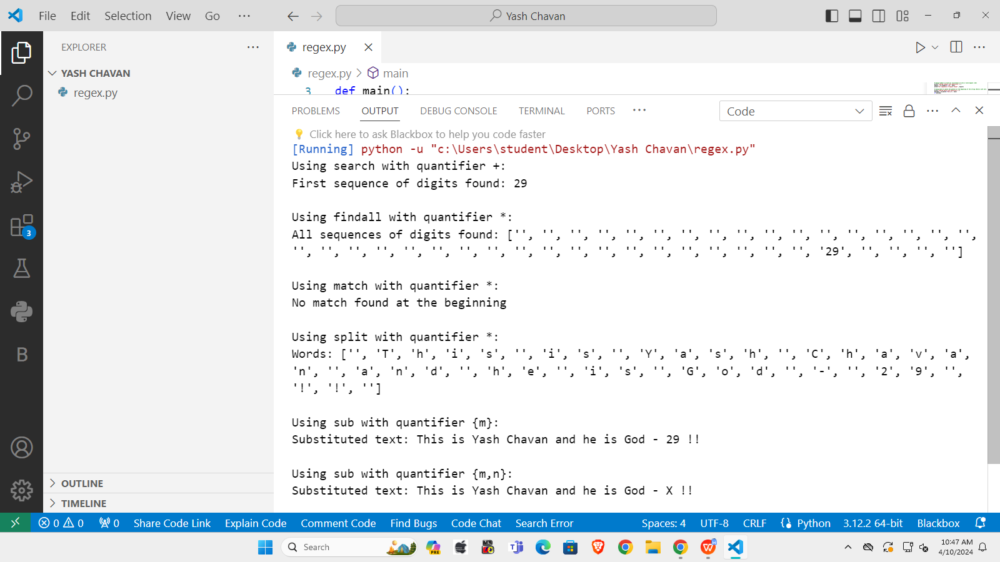 File Edit Selection View Go ···
Yash Chavan
EXPLORER
YASH CHAVAN
regex.py
OUTLINE
TIMELINE
3
B
regex.py
regex.py > main
3 def main():
PROBLEMS OUTPUT DEBUG CONSOLE TERMINAL PORTS ···
Code
Click here to ask Blackbox to help you code faster
[Running] python -u "c:\Users\student\Desktop\Yash Chavan\regex.py"
Using search with quantifier +:
First sequence of digits found: 29
Using findall with quantifier *:
All sequences of digits found: ['', '', '', '', '', '', '', '', '', '', '', '', '', '', '', '', '',
'', '', '', '', '', '', '', '', '', '', '', '', '', '', '', '', '', '', '', '29', '', '', '', '']
Using match with quantifier *:
No match found at the beginning
Using split with quantifier *:
Words: ['', 'T', 'h', 'i', 's', '', 'i', 's', '', 'Y', 'a', 's', 'h', '', 'C', 'h', 'a', 'v', 'a',
'n', '', 'a', 'n', 'd', '', 'h', 'e', '', 'i', 's', '', 'G', 'o', 'd', '', '-', '', '2', '9', '',
'!', '!', '']
Using sub with quantifier {m}:
Substituted text: This is Yash Chavan and he is God - 29 !!
Using sub with quantifier {m,n}:
Substituted text: This is Yash Chavan and he is God - X !!
0 0 0 Share Code Link Explain Code Comment Code Find Bugs Code Chat Search Error Spaces: 4 UTF-8 CRLF Python 3.12.2 64-bit Blackbox
Search
PRE
10:47 AM
4/10/2024